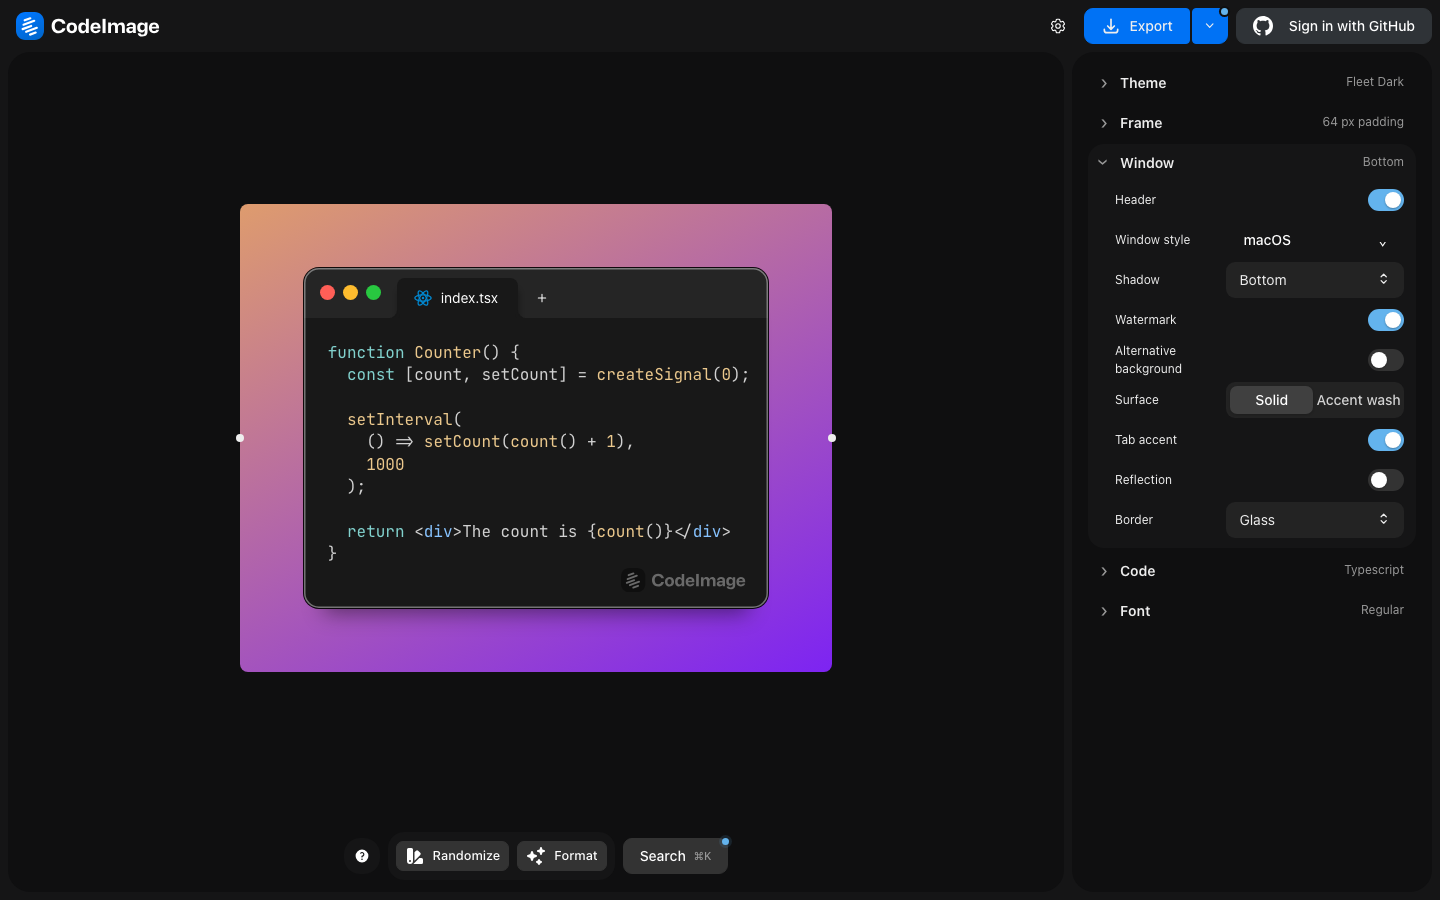 CodeImage
Export
Sign in with GitHub
Theme
Fleet Dark
Frame
64 px padding
Window
Bottom
Header
Window style
macOS
Shadow
Bottom
Watermark
Alternative
background
Surface
Solid
Accent wash
Tab accent
Reflection
Border
Glass
Code
Typescript
Font
Regular
index.tsx
+
function Counter() {
  const [count, setCount] = createSignal(0);
  setInterval(
    () => setCount(count() + 1),
    1000
  );
  return <div>The count is {count()}</div>
}
CodeImage
?
Randomize
Format
Search ⌘K